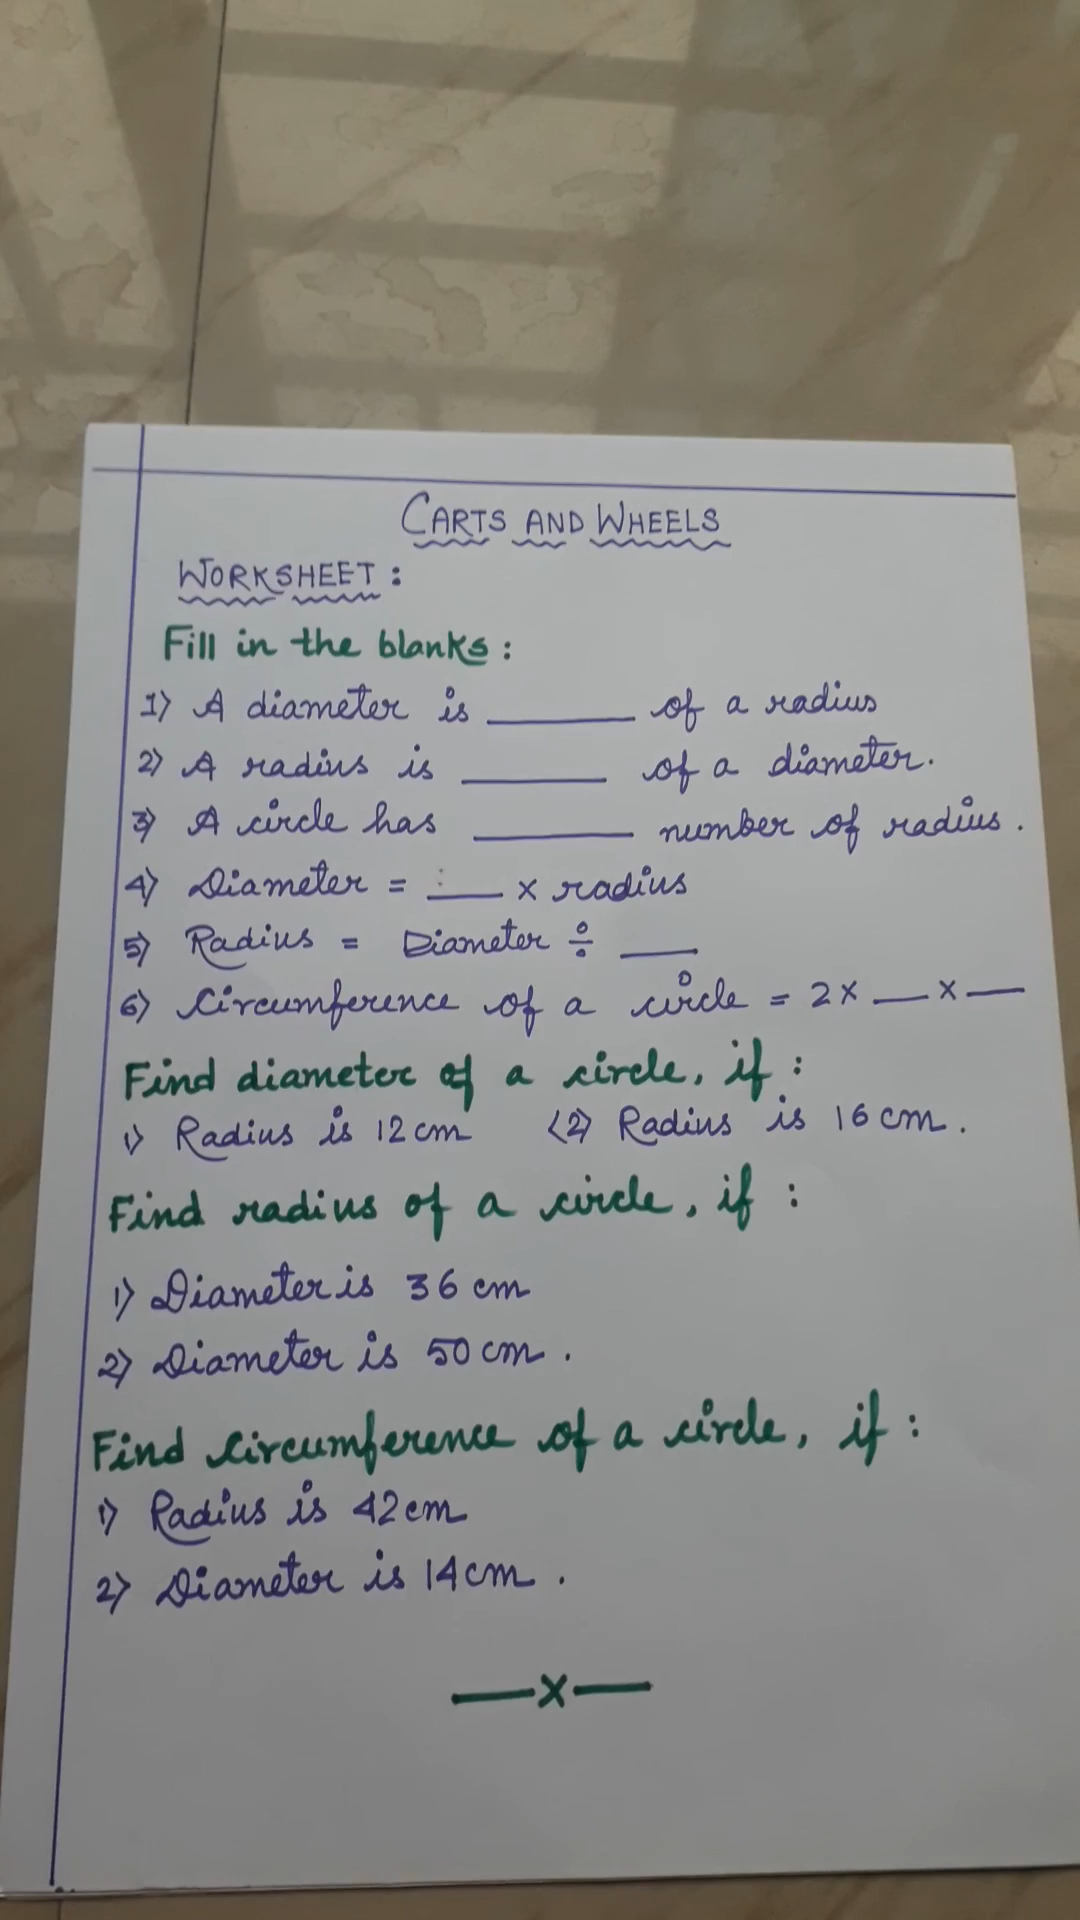 CARTS AND WHEELS
WORKSHEET :
Fill in the blanks :
1) A diameter is ______ of a radius
2) A radius is ______ of a diameter.
3) A circle has ______ number of radius.
4) Diameter = ___ × radius
5) Radius = Diameter ÷ ___
6) Circumference of a circle = 2 × __ × __
Find diameter of a circle, if :
1) Radius is 12 cm (2) Radius is 16 cm.
Find radius of a circle, if :
1) Diameter is 36 cm
2) Diameter is 50 cm.
Find circumference of a circle, if :
1) Radius is 42 cm
2) Diameter is 14 cm.
—x—